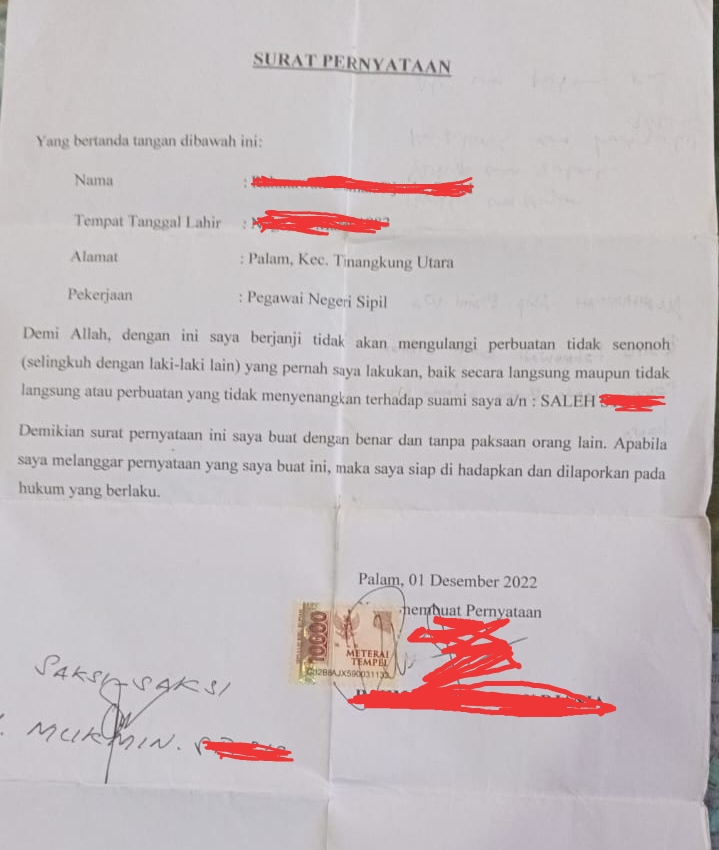 SURAT PERNYATAAN
Yang bertanda tangan dibawah ini:
Nama :
Tempat Tanggal Lahir :
Alamat : Palam, Kec. Tinangkung Utara
Pekerjaan : Pegawai Negeri Sipil
Demi Allah, dengan ini saya berjanji tidak akan mengulangi perbuatan tidak senonoh
(selingkuh dengan laki-laki lain) yang pernah saya lakukan, baik secara langsung maupun tidak
langsung atau perbuatan yang tidak menyenangkan terhadap suami saya a/n : SALEH
Demikian surat pernyataan ini saya buat dengan benar dan tanpa paksaan orang lain. Apabila
saya melanggar pernyataan yang saya buat ini, maka saya siap di hadapkan dan dilaporkan pada
hukum yang berlaku.
Palam, 01 Desember 2022
membuat Pernyataan
10000
METERAI
TEMPEL
SAKSI-SAKSI
MUKMIN.